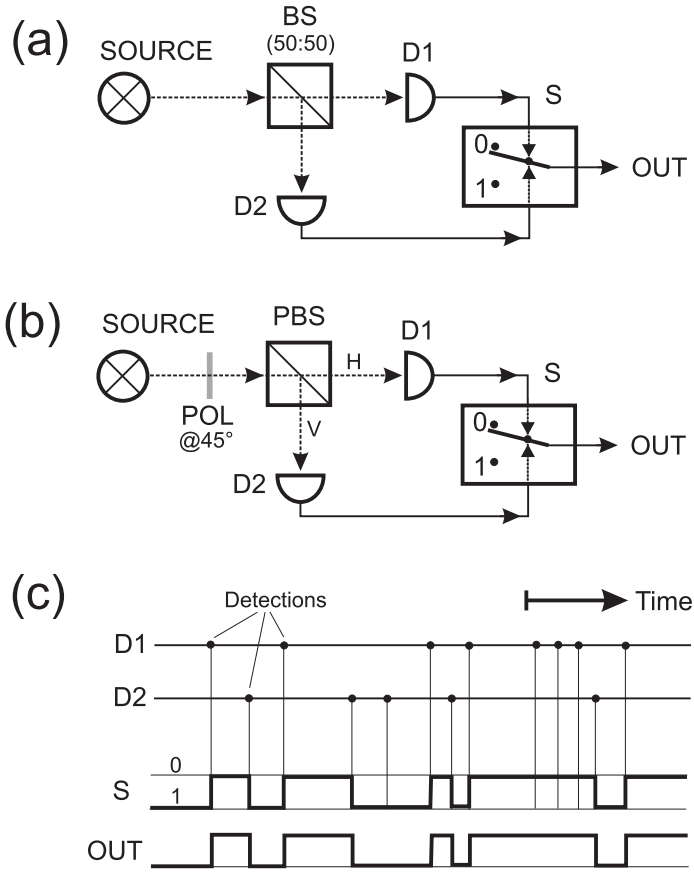 (a)
BS
(50:50)
SOURCE
D1
S
0
1
OUT
D2
(b)
SOURCE
PBS
D1
H
S
POL
@45°
V
0
1
OUT
D2
(c)
Detections
Time
D1
D2
0
S
1
OUT